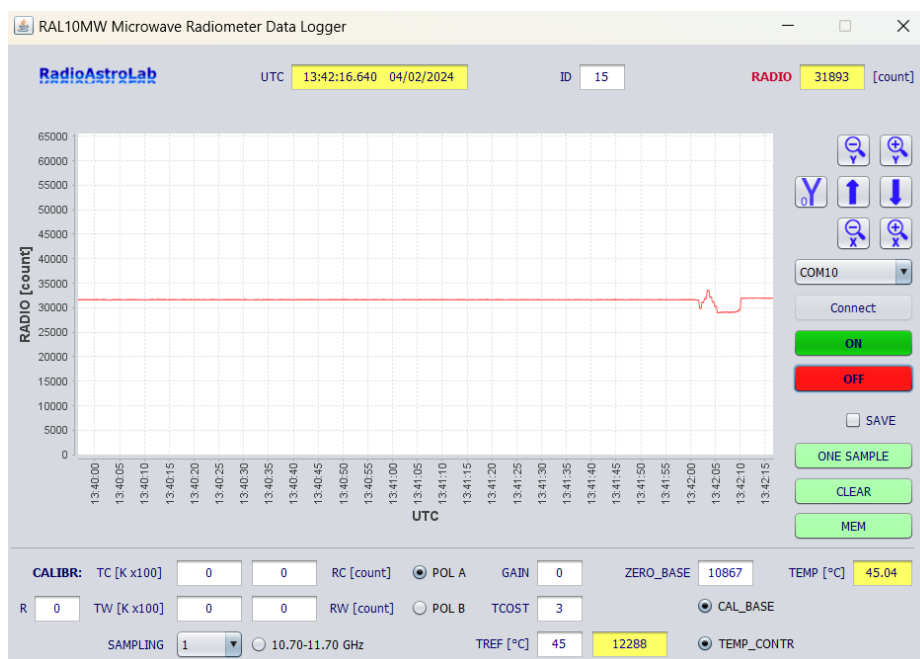 RAL10MW Microwave Radiometer Data Logger
RadioAstroLab UTC 13:42:16.640 04/02/2024 ID 15 RADIO 31893 [count]
65000
60000
55000
50000
45000
40000
35000
30000
25000
20000
15000
10000
5000
0
RADIO [count]
13:40:00 13:40:05 13:40:10 13:40:15 13:40:20 13:40:25 13:40:30 13:40:35 13:40:40 13:40:45 13:40:50 13:40:55 13:41:00 13:41:05 13:41:10 13:41:15 13:41:20 13:41:25 13:41:30 13:41:35 13:41:40 13:41:45 13:41:50 13:41:55 13:42:00 13:42:05 13:42:10 13:42:15
UTC
Y Y
Y0
X X
COM10
Connect
ON
OFF
SAVE
ONE SAMPLE
CLEAR
MEM
CALIBR: TC [K x100] 0 0 RC [count] POL A GAIN 0 ZERO_BASE 10867 TEMP [°C] 45.04
R 0 TW [K x100] 0 0 RW [count] POL B TCOST 3 CAL_BASE
SAMPLING 1 10.70-11.70 GHz TREF [°C] 45 12288 TEMP_CONTR